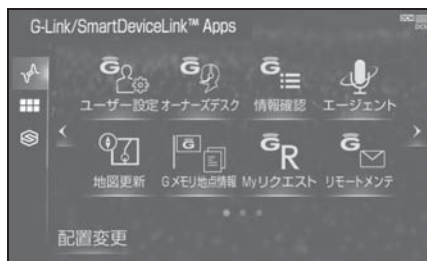 G-Link/SmartDeviceLink™ Apps
ユーザー設定 オーナーズデスク 情報確認 エージェント
地図更新 Gメモリ地点情報 Myリクエスト リモートメンテ
配置変更